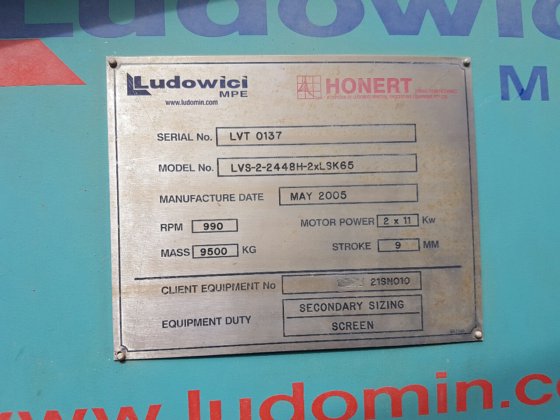 Ludowici
M
Ludowici
MPE
www.ludomin.com
HONERT
SERIAL No. LVT 0137
MODEL No. LVS-2-2448H-2xLSK65
MANUFACTURE DATE MAY 2005
RPM 990 MOTOR POWER 2 x 11 Kw
MASS 9500 KG STROKE 9 MM
CLIENT EQUIPMENT No 21SN010
EQUIPMENT DUTY SECONDARY SIZING
SCREEN
www.ludomin.com